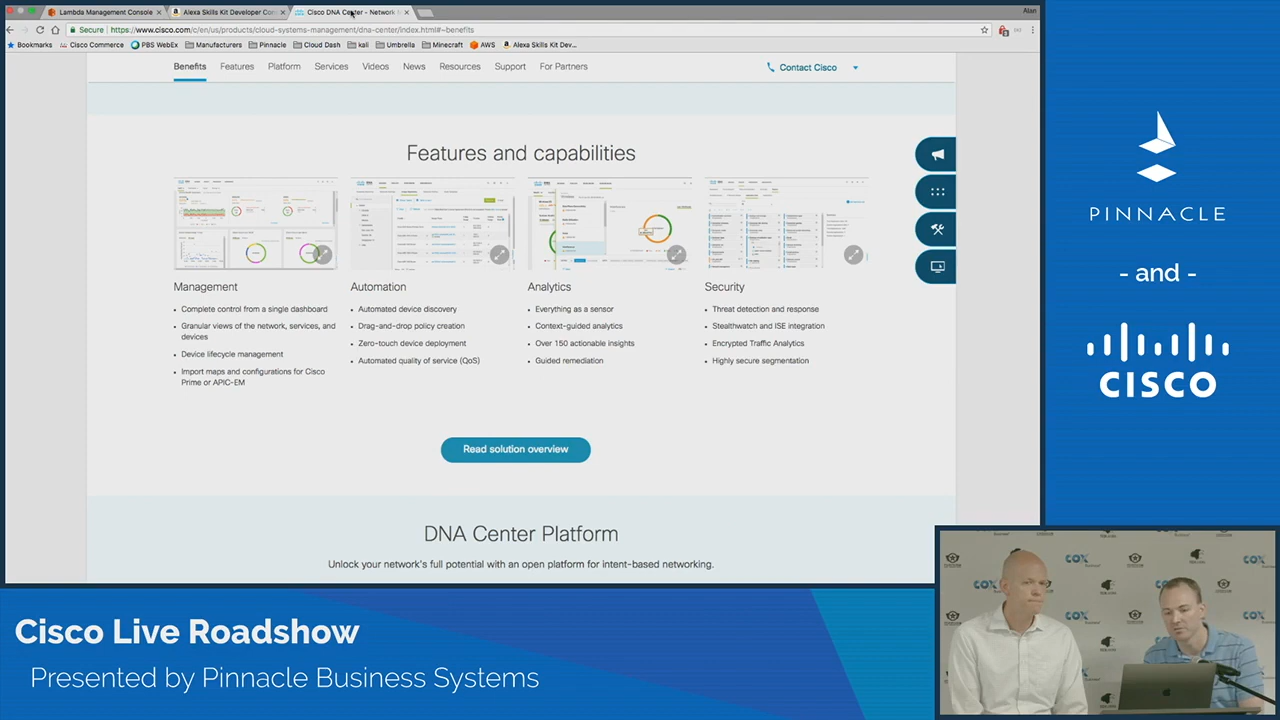 Lambda Management Console
Alexa Skills Kit Developer Con
Cisco DNA Center - Network
Alan
Secure
https://www.cisco.com/c/en/us/products/cloud-systems-management/dna-center/index.html#~benefits
Bookmarks
Cisco Commerce
PBS WebEx
Manufacturers
Pinnacle
Cloud Dash
kali
Umbrella
Minecraft
AWS
Alexa Skills Kit Dev...
Benefits
Features
Platform
Services
Videos
News
Resources
Support
For Partners
Contact Cisco
Features and capabilities
Management
• Complete control from a single dashboard
• Granular views of the network, services, and
devices
• Device lifecycle management
• Import maps and configurations for Cisco
Prime or APIC-EM
Automation
• Automated device discovery
• Drag-and-drop policy creation
• Zero-touch device deployment
• Automated quality of service (QoS)
Analytics
• Everything as a sensor
• Context-guided analytics
• Over 150 actionable insights
• Guided remediation
Security
• Threat detection and response
• Stealthwatch and ISE integration
• Encrypted Traffic Analytics
• Highly secure segmentation
Read solution overview
DNA Center Platform
Unlock your network's full potential with an open platform for intent-based networking.
PINNACLE
- and -
CISCO
COX
COX
COX
Cisco Live Roadshow
Presented by Pinnacle Business Systems